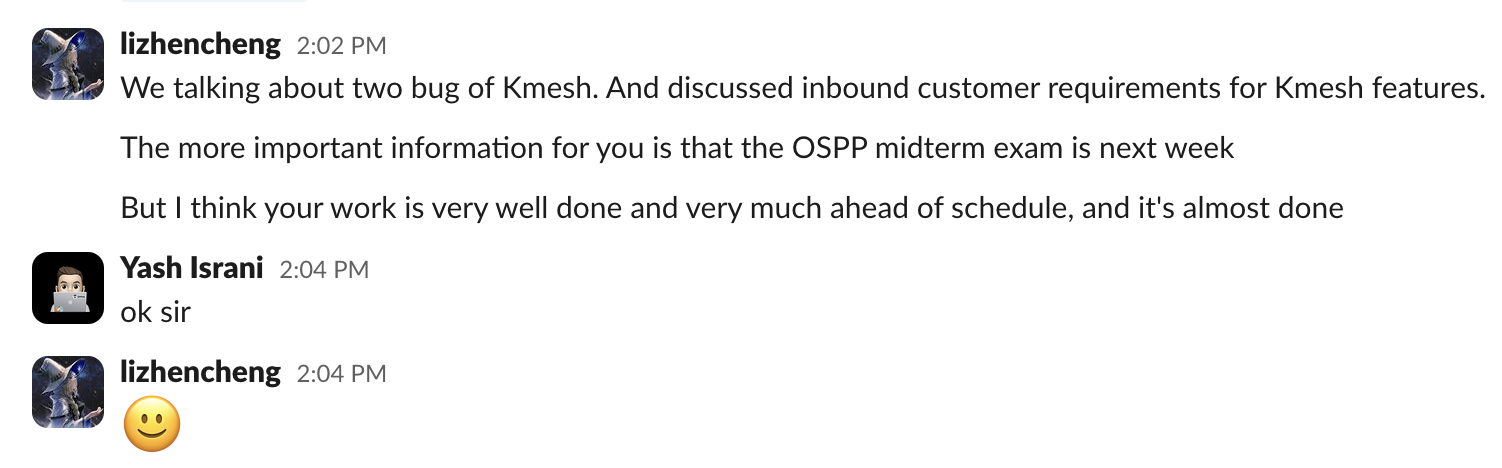 lizhencheng 2:02 PM
We talking about two bug of Kmesh. And discussed inbound customer requirements for Kmesh features.
The more important information for you is that the OSPP midterm exam is next week
But I think your work is very well done and very much ahead of schedule, and it's almost done
Yash Israni 2:04 PM
ok sir
lizhencheng 2:04 PM